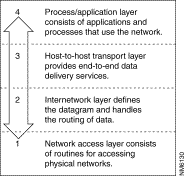 4
Process/application layer
consists of applications and
processes that use the network.
3
Host-to-host transport layer
provides end-to-end data
delivery services.
2
Internetwork layer defines
the datagram and handles
the routing of data.
1
Network access layer consists
of routines for accessing
physical networks.
NU-6130